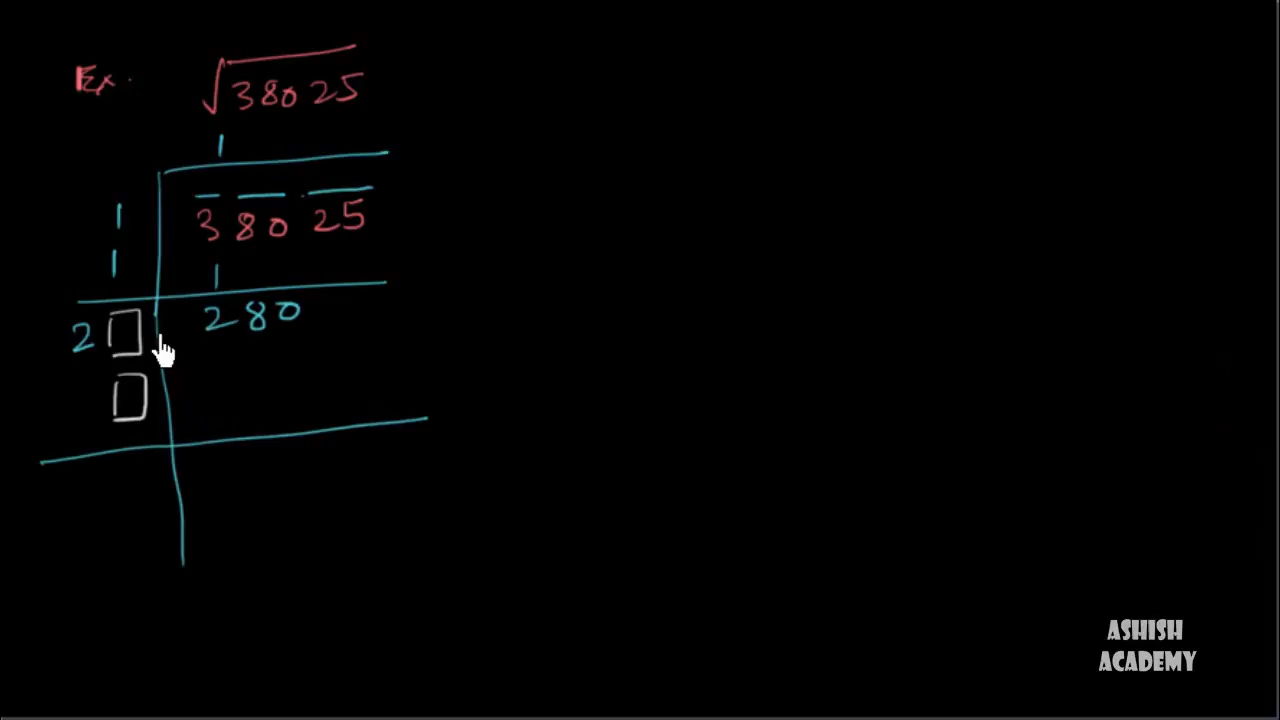 Ex. √38025
1
1 3 80 25
1 1
2 280
ASHISH
ACADEMY